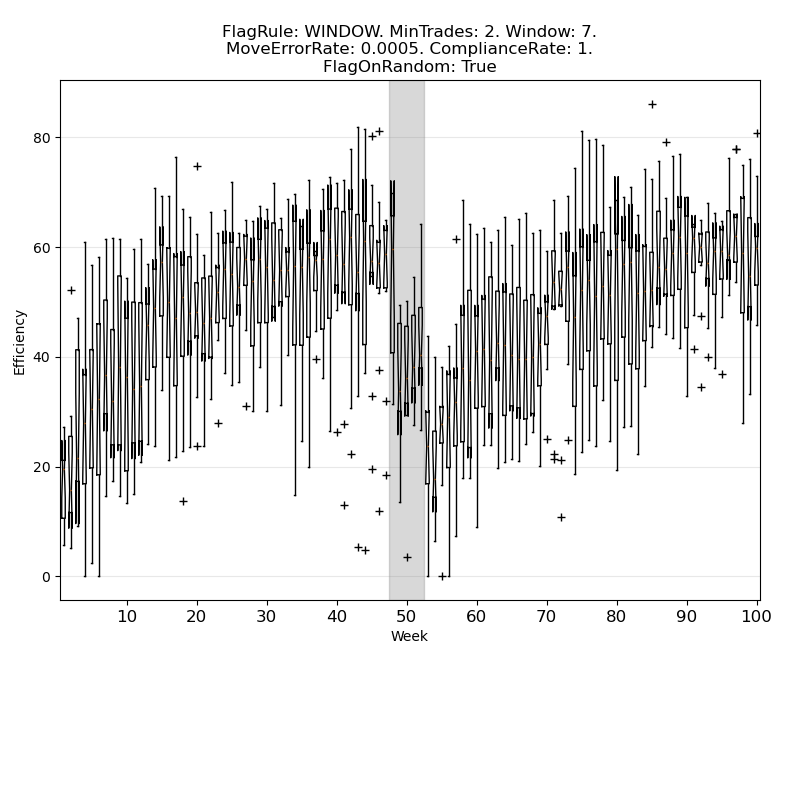 FlagRule: WINDOW. MinTrades: 2. Window: 7.
MoveErrorRate: 0.0005. ComplianceRate: 1.
FlagOnRandom: True
80
60
40
20
0
Efficiency
10 20 30 40 50 60 70 80 90 100
Week